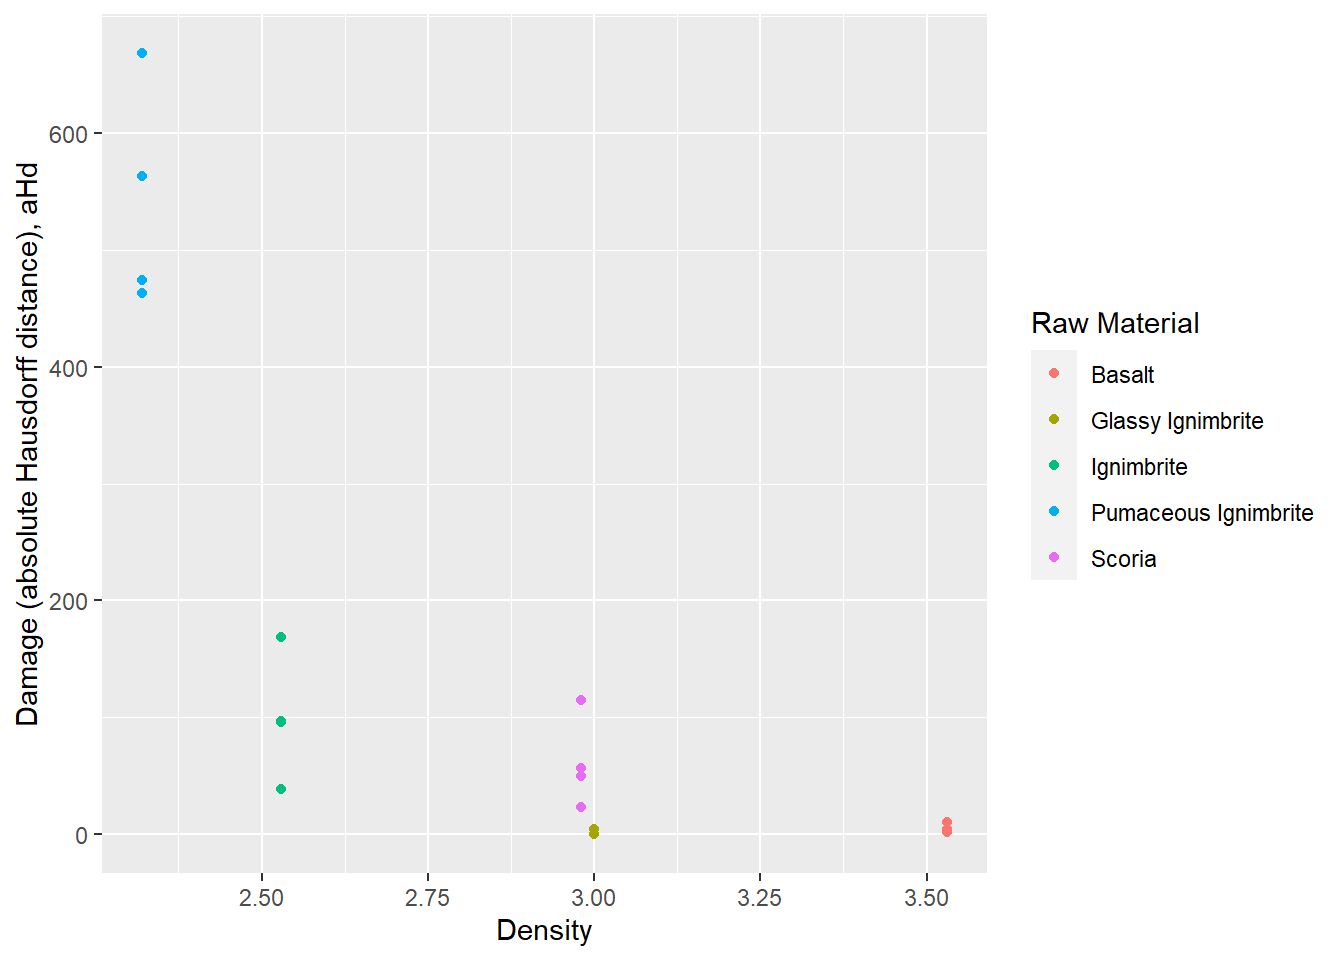 Damage (absolute Hausdorff distance), aHd
600
400
200
0
2.50
2.75
3.00
3.25
3.50
Density
Raw Material
Basalt
Glassy Ignimbrite
Ignimbrite
Pumaceous Ignimbrite
Scoria